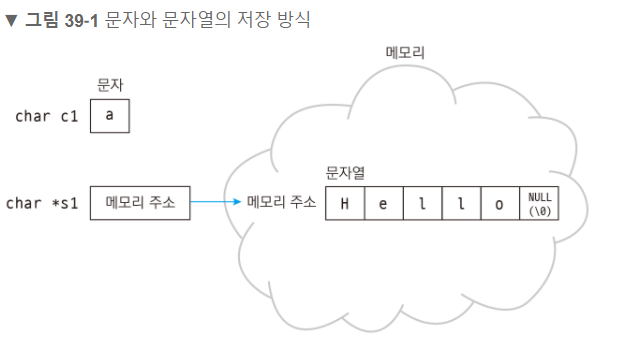 ▼ 그림 39-1 문자와 문자열의 저장 방식
메모리
문자
char c1 a
문자열
char *s1 메모리 주소 메모리 주소 H e l l o NULL
(\0)